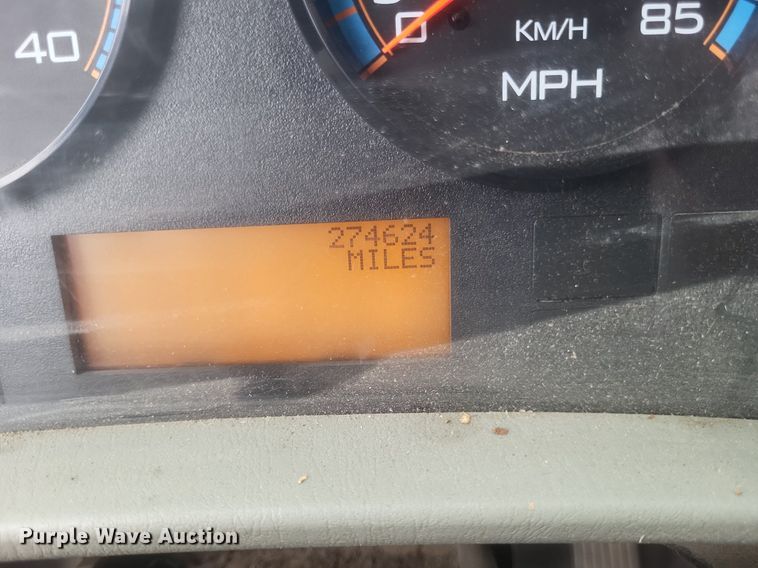 40
0
KM/H
85
MPH
274624
MILES
Purple Wave Auction